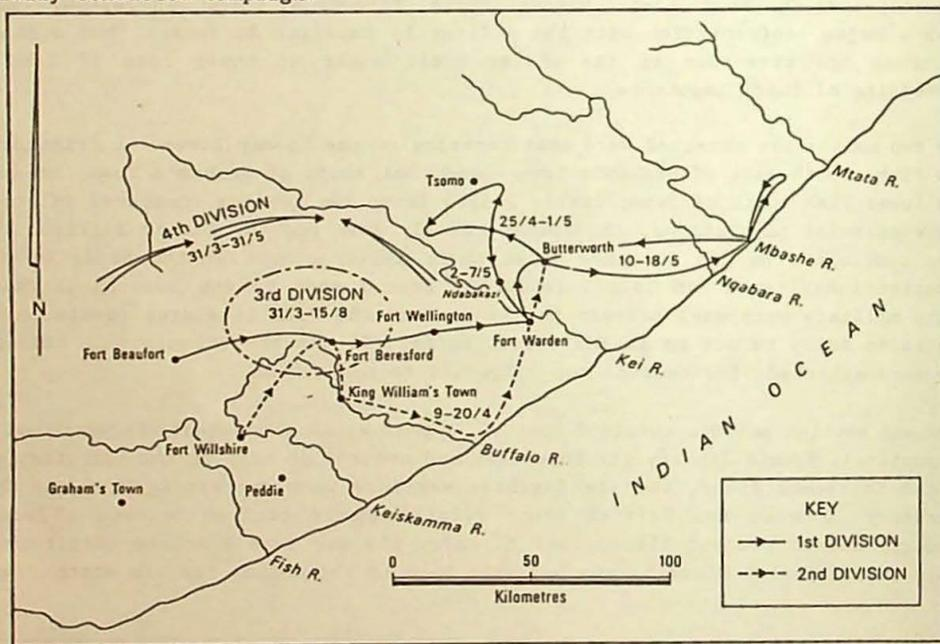 Mtata R.
Tsomo
4th DIVISION
31/3-31/5
25/4-1/5
Butterworth
Mbashe R.
10-18/5
2-7/5
Ndabakazi
Nqabara R.
3rd DIVISION
31/3-15/8
N
Fort Wellington
Fort Warden
Fort Beaufort
Fort Beresford
Kei R.
King William's Town
9-20/4
Buffalo R.
INDIAN OCEAN
Fort Willshire
Peddie
Graham's Town
Keiskamma R.
Fish R.
0 50 100
Kilometres
KEY
1st DIVISION
2nd DIVISION